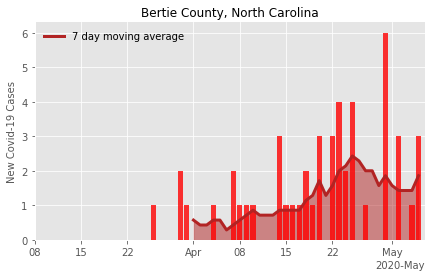 Bertie County, North Carolina
7 day moving average
New Covid-19 Cases
6
5
4
3
2
1
0
08 15 22 Apr 08 15 22 May
2020-May